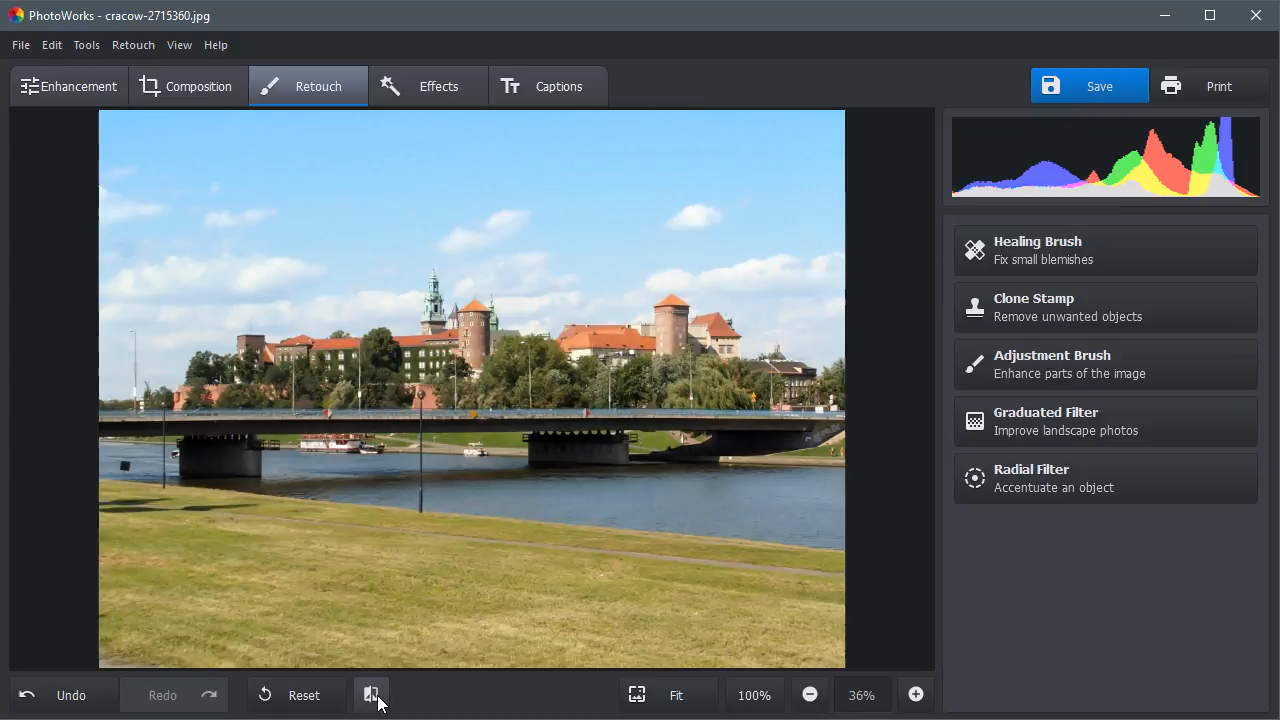 PhotoWorks - cracow-2715360.jpg
File Edit Tools Retouch View Help
Enhancement Composition Retouch Effects Tt Captions Save Print
Healing Brush
Fix small blemishes
Clone Stamp
Remove unwanted objects
Adjustment Brush
Enhance parts of the image
Graduated Filter
Improve landscape photos
Radial Filter
Accentuate an object
Undo Redo Reset Fit 100% 36%